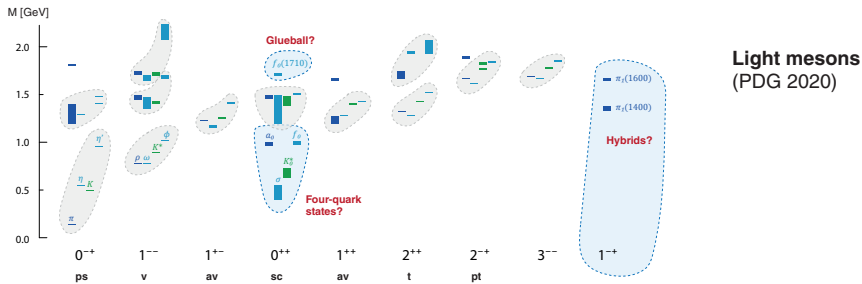 M [GeV]
2.0
1.5
1.0
0.5
0.0
Glueball?
f₀(1710)
Light mesons
(PDG 2020)
π₁(1600)
π₁(1400)
Hybrids?
η′
η
K
π
ϕ
K*
ρ ω
a₀
f₀
K₀*
σ
Four-quark
states?
0⁻⁺
1⁻⁻
1⁺⁻
0⁺⁺
1⁺⁺
2⁺⁺
2⁻⁺
3⁻⁻
1⁻⁺
ps
v
av
sc
av
t
pt